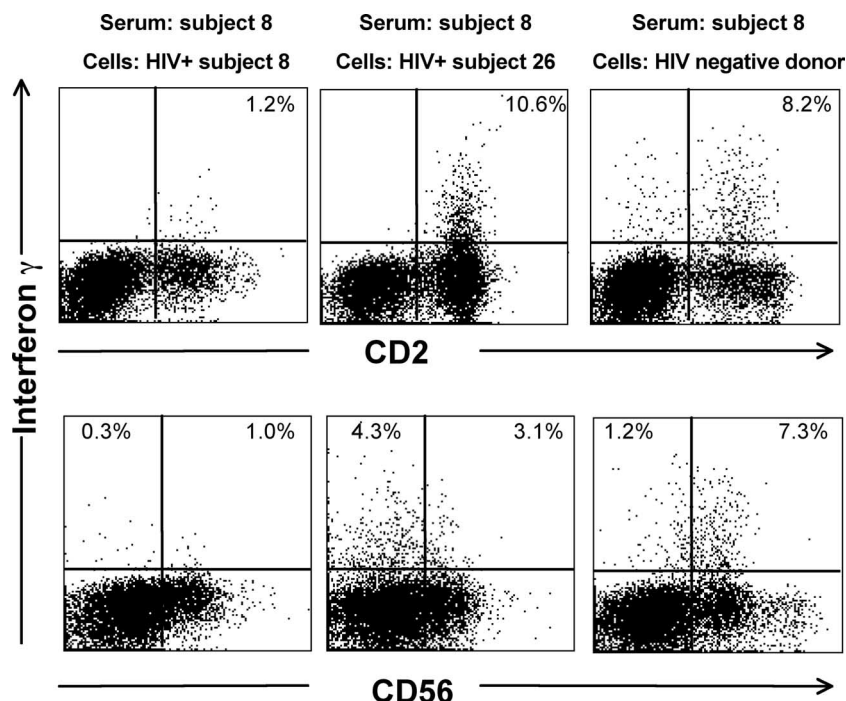 Serum: subject 8 Serum: subject 8 Serum: subject 8
Cells: HIV+ subject 8 Cells: HIV+ subject 26 Cells: HIV negative donor
1.2% 10.6% 8.2%
Interferon γ
CD2
0.3% 1.0% 4.3% 3.1% 1.2% 7.3%
CD56